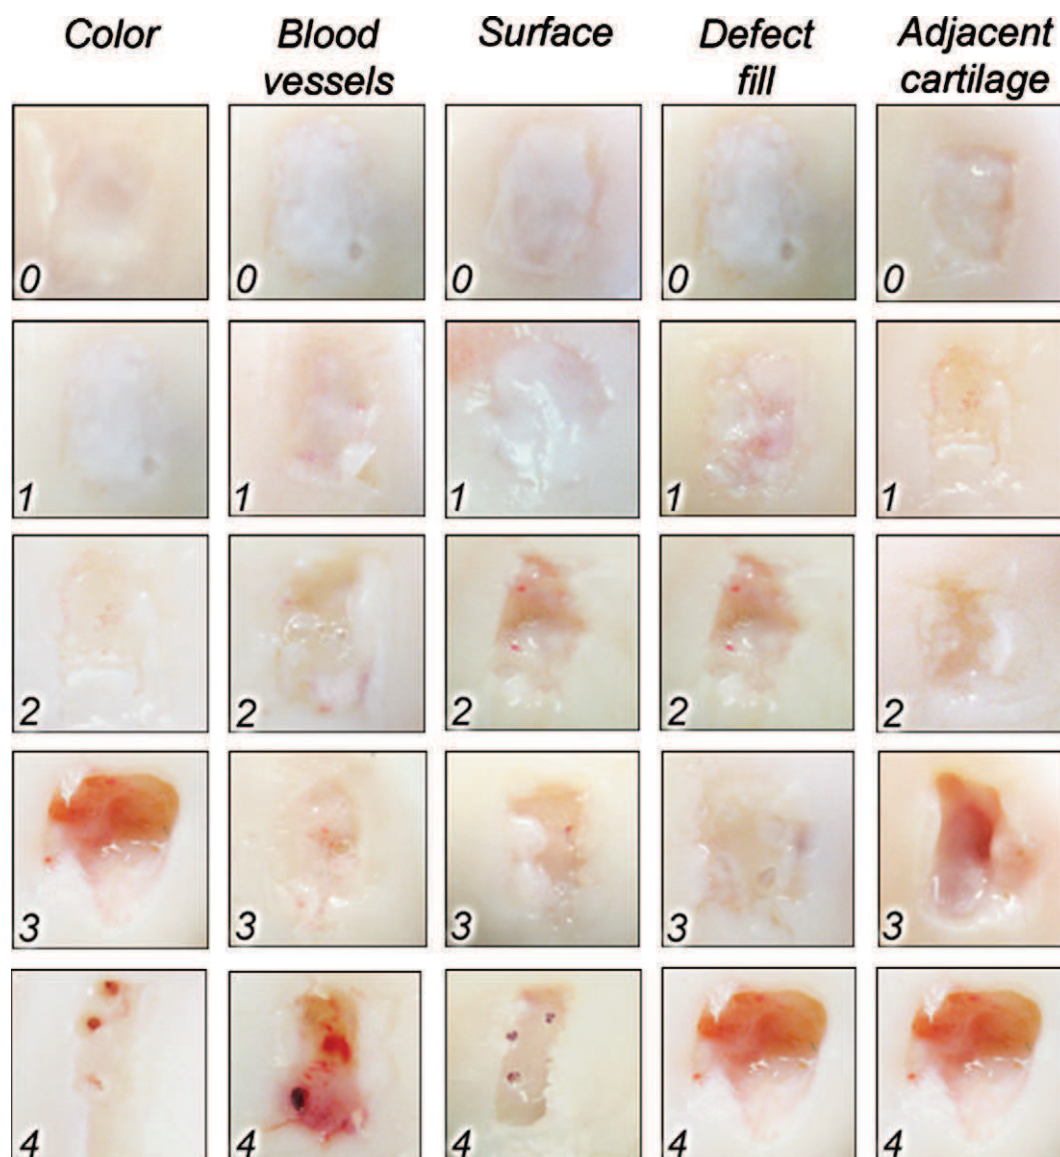 Color Blood vessels Surface Defect fill Adjacent cartilage
0 0 0 0 0
1 1 1 1 1
2 2 2 2 2
3 3 3 3 3
4 4 4 4 4